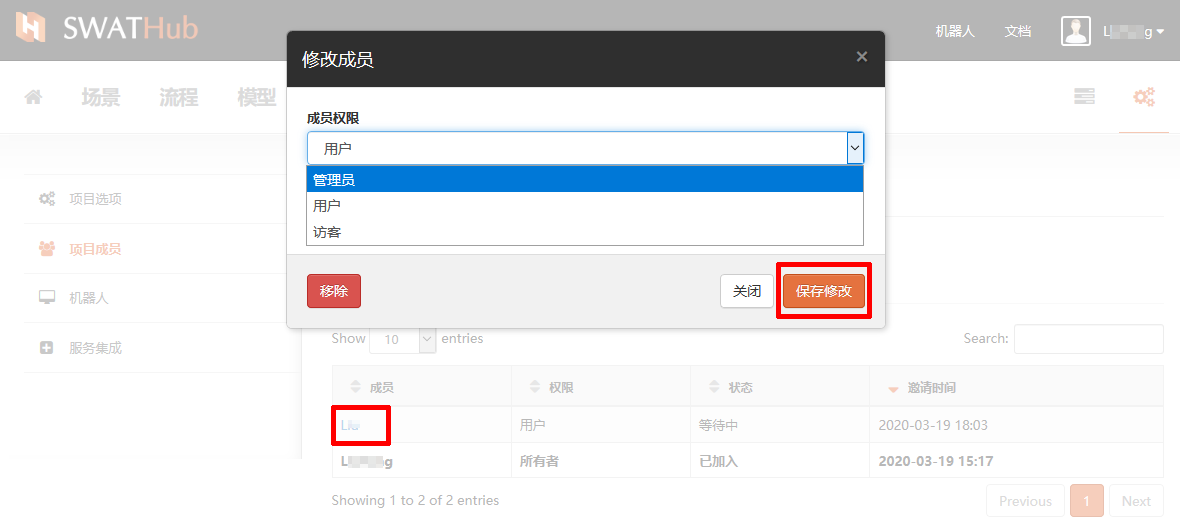 SWATHub
机器人 文档
修改成员 ×
场景 流程 模型
成员权限
用户
管理员
用户
访客
移除 关闭 保存修改
项目选项
项目成员
机器人
服务集成
Show 10 entries Search:
成员 权限 状态 邀请时间
用户 等待中 2020-03-19 18:03
所有者 已加入 2020-03-19 15:17
Showing 1 to 2 of 2 entries Previous 1 Next